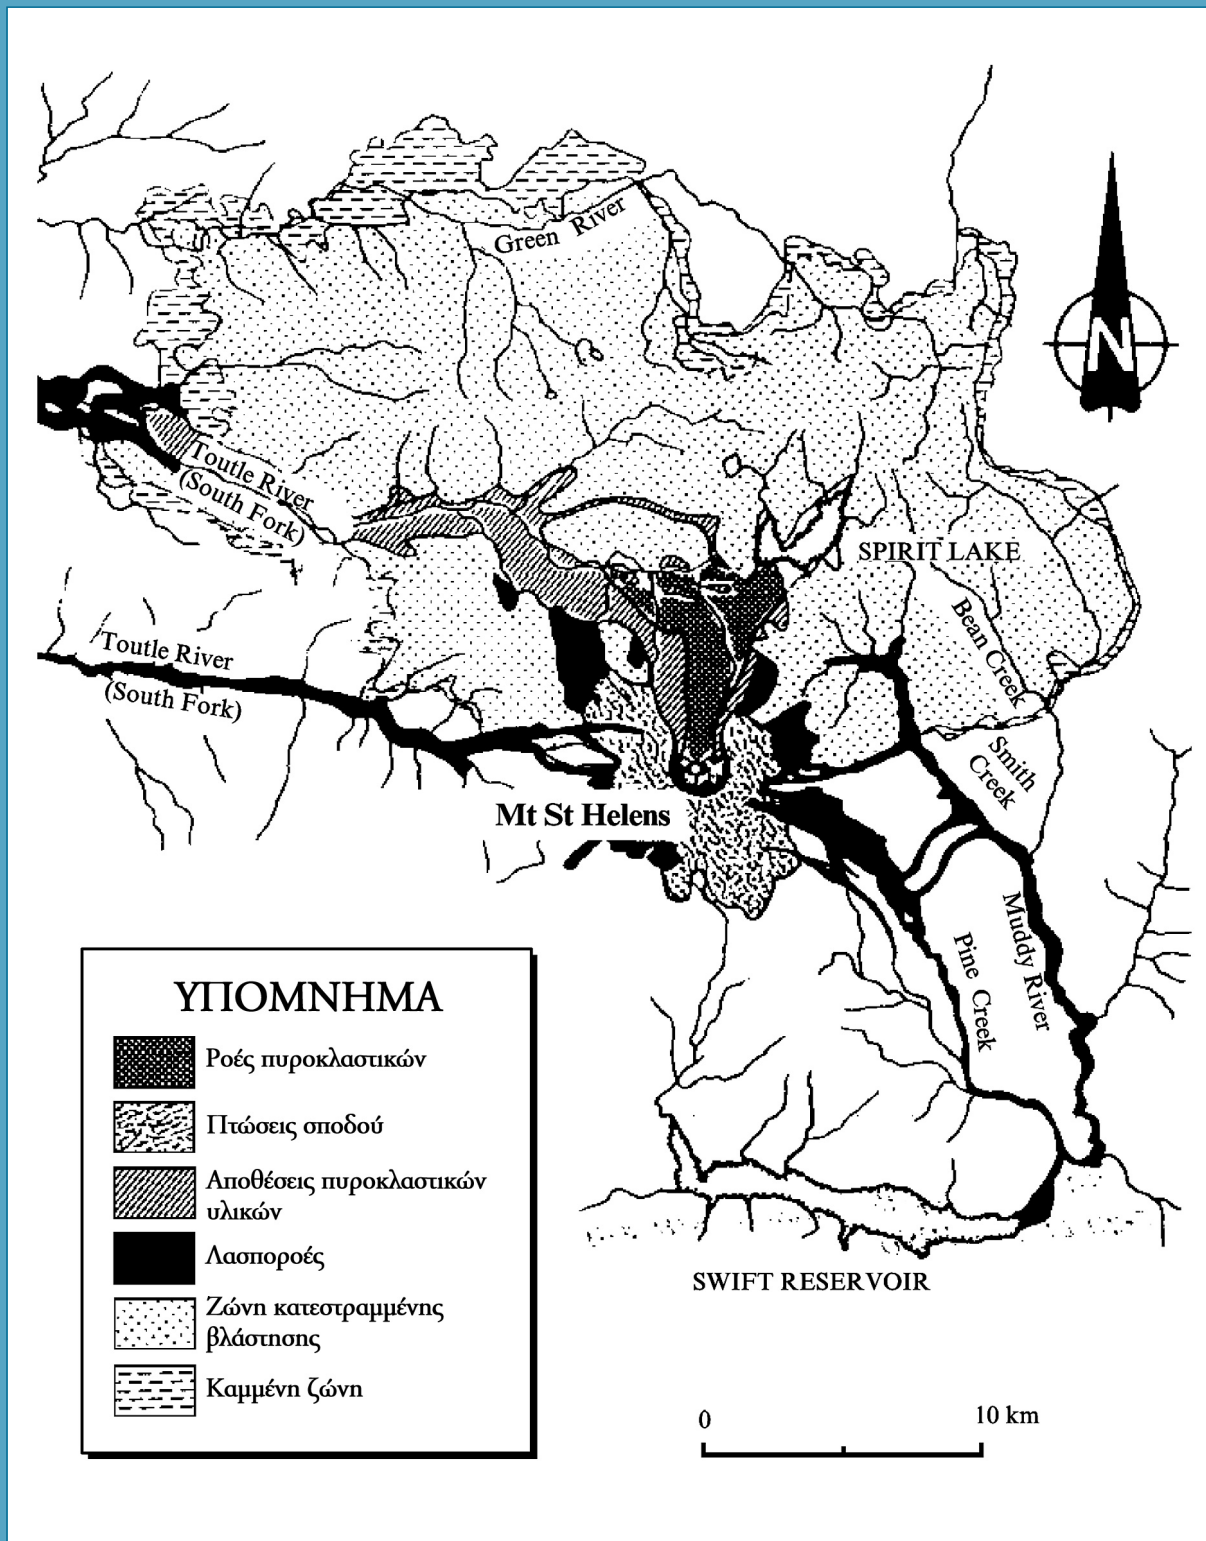 Green River
N
Toutle River
(South Fork)
SPIRIT LAKE
Bean Creek
Toutle River
(South Fork)
Smith
Creek
Mt St Helens
Muddy River
Pine Creek
ΥΠΟΜΝΗΜΑ
Ροές πυροκλαστικών
Πτώσεις σποδού
Αποθέσεις πυροκλαστικών
υλικών
Λασποροές
Ζώνη κατεστραμμένης
βλάστησης
Καμμένη ζώνη
SWIFT RESERVOIR
0
10 km